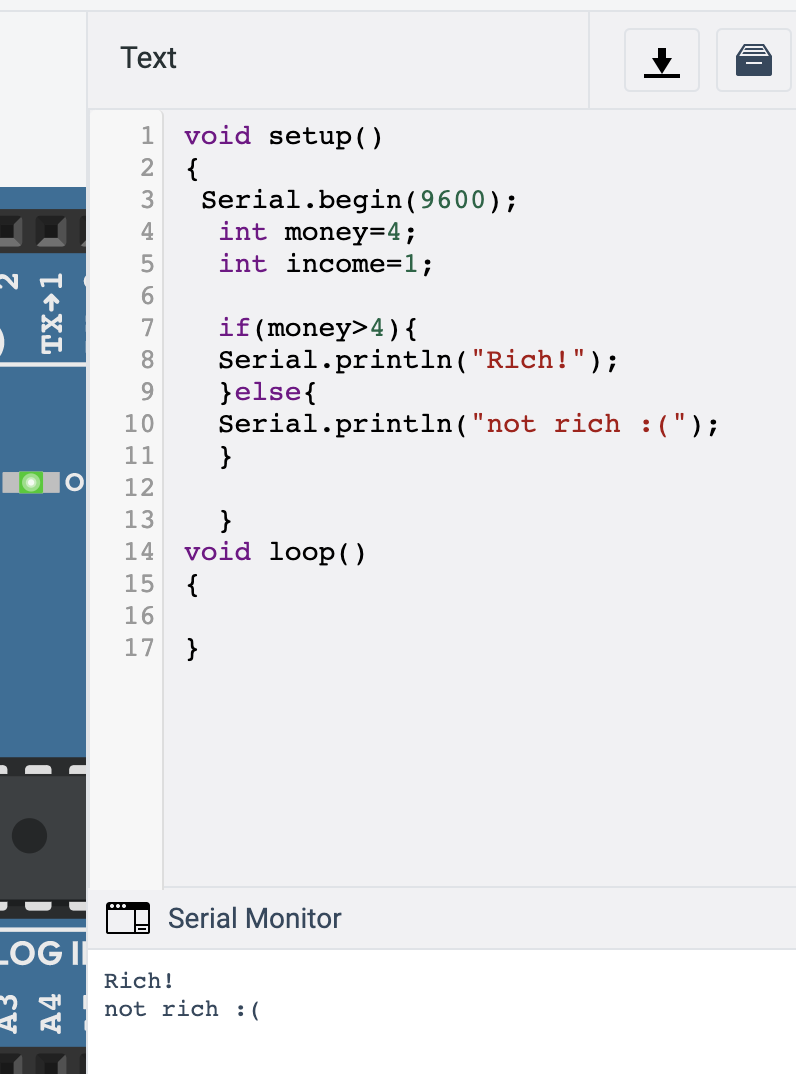 Text
1 void setup()
2 {
3  Serial.begin(9600);
4   int money=4;
5   int income=1;
6
7   if(money>4){
8   Serial.println("Rich!");
9   }else{
10   Serial.println("not rich :(");
11   }
12
13   }
14 void loop()
15 {
16
17 }
2
TX→1
Serial Monitor
Rich!
not rich :(
A3
A4